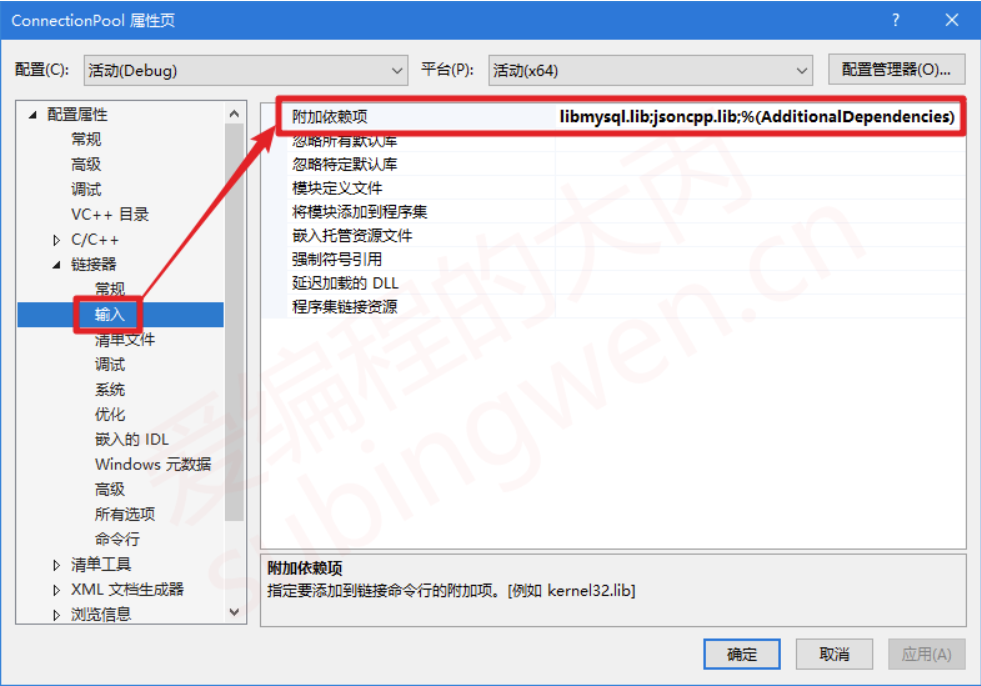 ConnectionPool 属性页
配置(C): 活动(Debug) 平台(P): 活动(x64) 配置管理器(O)...
配置属性
常规
高级
调试
VC++ 目录
C/C++
链接器
常规
输入
清单文件
调试
系统
优化
嵌入的 IDL
Windows 元数据
高级
所有选项
命令行
清单工具
XML 文档生成器
浏览信息
附加依赖项 libmysql.lib;jsoncpp.lib;%(AdditionalDependencies)
忽略所有默认库
忽略特定默认库
模块定义文件
将模块添加到程序集
嵌入托管资源文件
强制符号引用
延迟加载的 DLL
程序集链接资源
附加依赖项
指定要添加到链接命令行的附加项。[例如 kernel32.lib]
确定 取消 应用(A)
爱编程的大丙
subingwen.cn